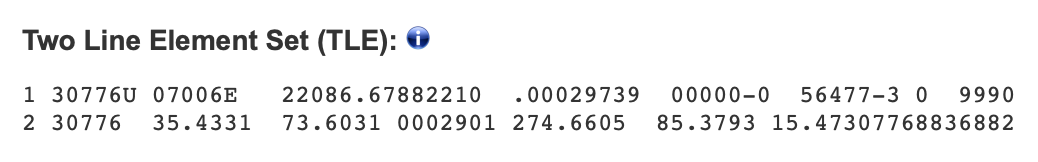 Two Line Element Set (TLE):
1 30776U 07006E   22086.67882210  .00029739  00000-0  56477-3 0  9990
2 30776  35.4331  73.6031 0002901 274.6605  85.3793 15.47307768836882